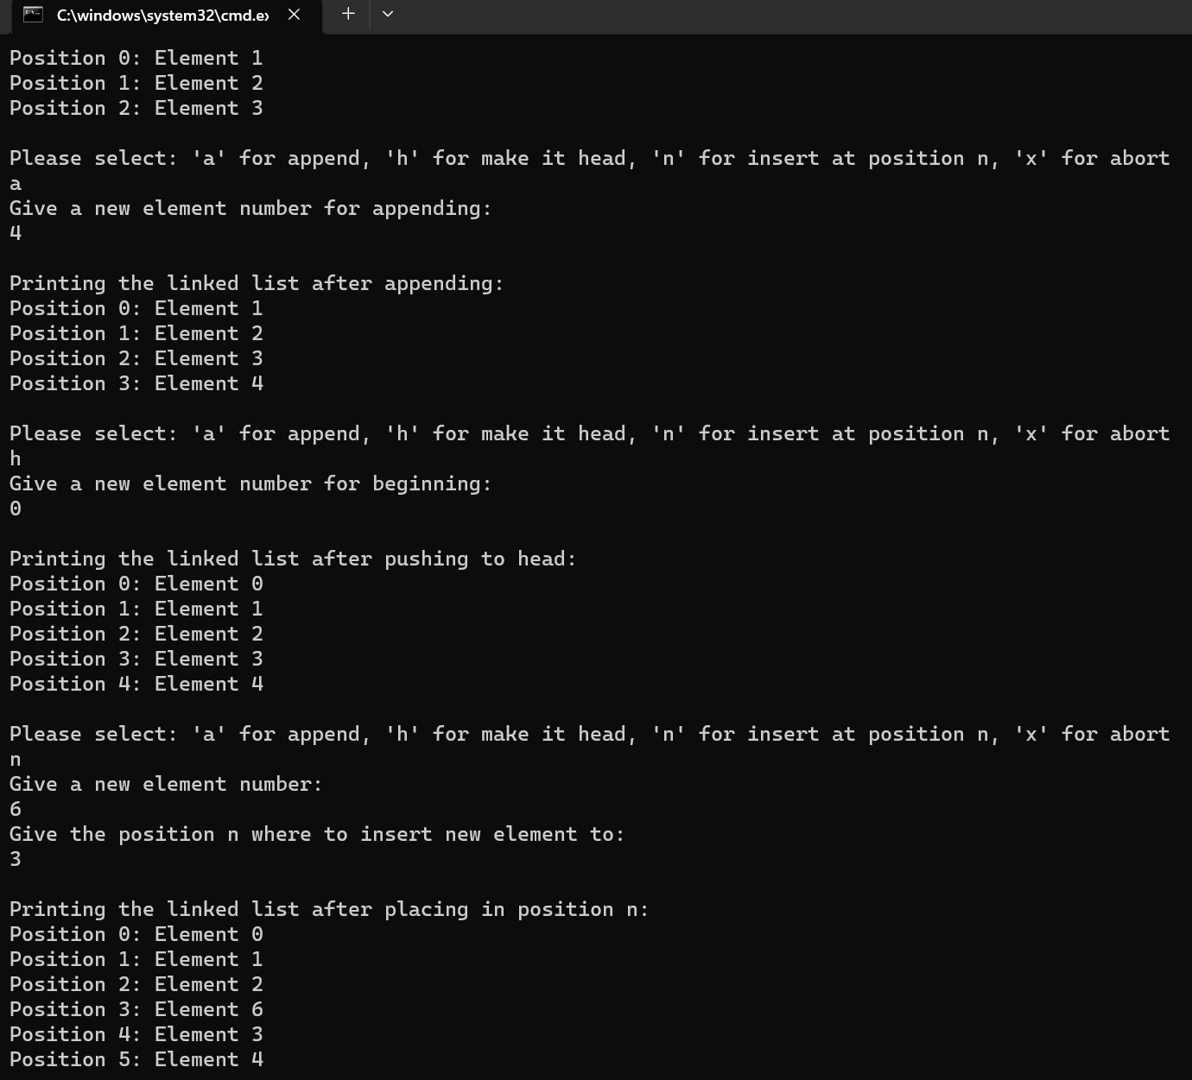 C:\windows\system32\cmd.ex
Position 0: Element 1
Position 1: Element 2
Position 2: Element 3
Please select: 'a' for append, 'h' for make it head, 'n' for insert at position n, 'x' for abort
a
Give a new element number for appending:
4
Printing the linked list after appending:
Position 0: Element 1
Position 1: Element 2
Position 2: Element 3
Position 3: Element 4
Please select: 'a' for append, 'h' for make it head, 'n' for insert at position n, 'x' for abort
h
Give a new element number for beginning:
0
Printing the linked list after pushing to head:
Position 0: Element 0
Position 1: Element 1
Position 2: Element 2
Position 3: Element 3
Position 4: Element 4
Please select: 'a' for append, 'h' for make it head, 'n' for insert at position n, 'x' for abort
n
Give a new element number:
6
Give the position n where to insert new element to:
3
Printing the linked list after placing in position n:
Position 0: Element 0
Position 1: Element 1
Position 2: Element 2
Position 3: Element 6
Position 4: Element 3
Position 5: Element 4